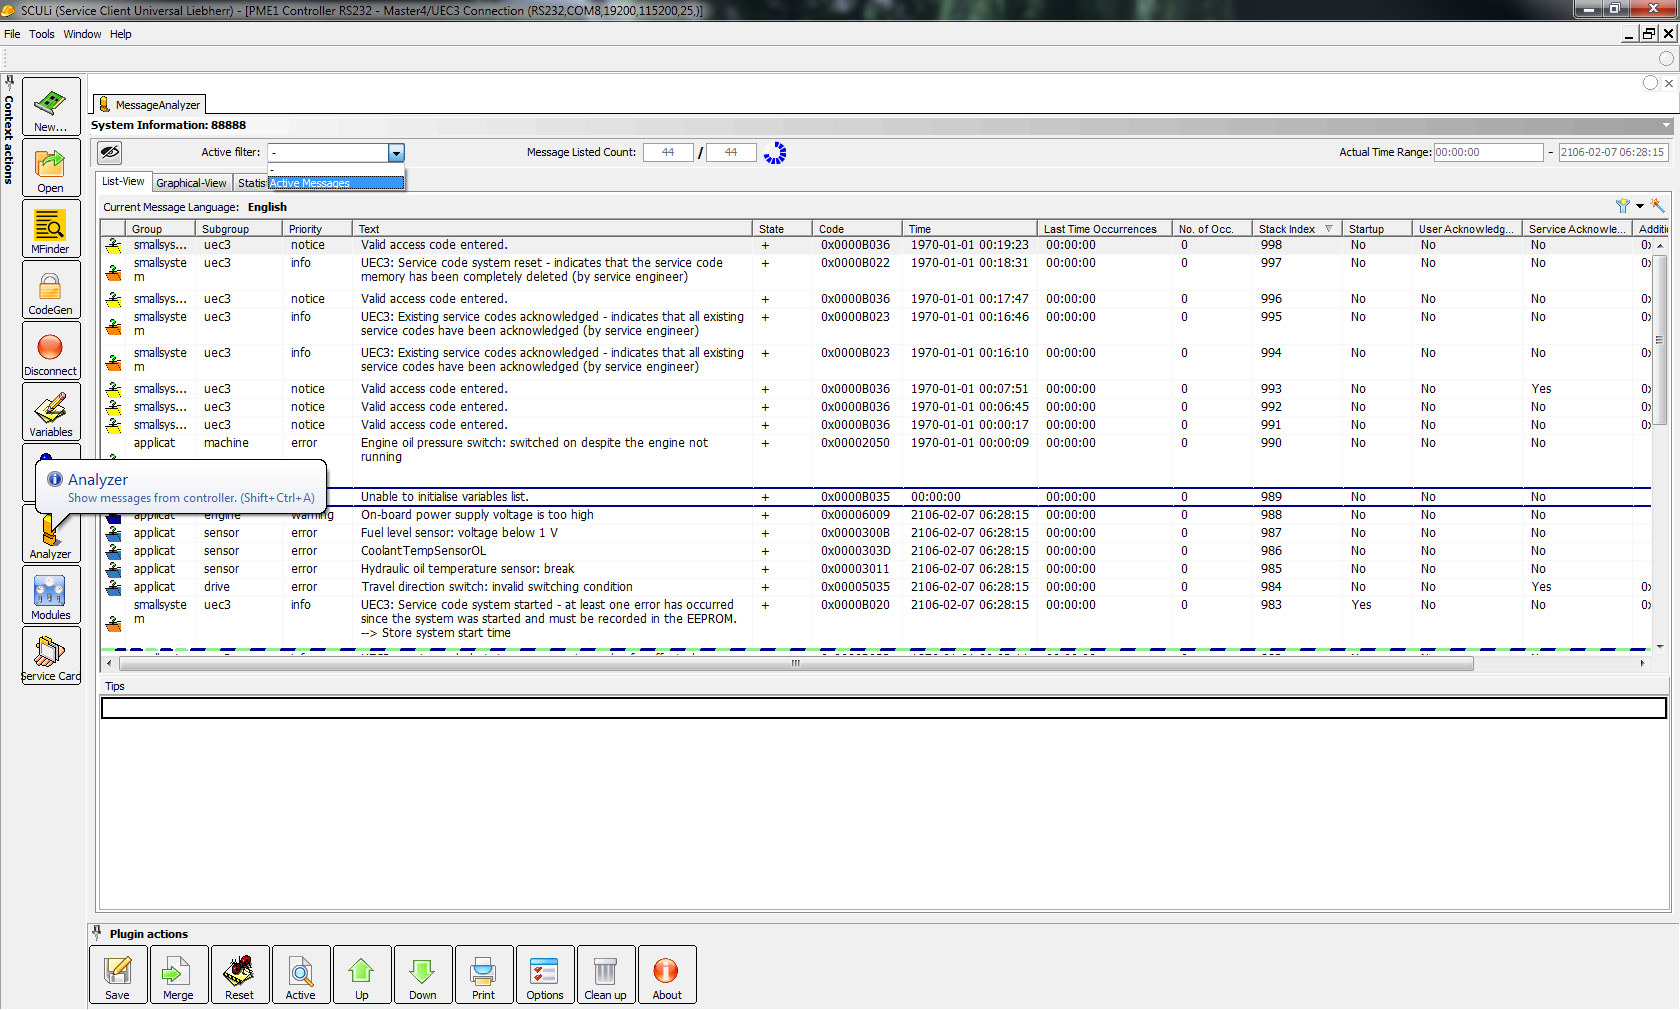 SCULi (Service Client Universal Liebherr) - [PME1 Controller RS232 - Master4/UEC3 Connection (RS232,COM8,19200,115200,25,)]
File Tools Window Help
Context actions
New...
Open
MFinder
CodeGen
Disconnect
Variables
Analyzer
Show messages from controller. (Shift+Ctrl+A)
Analyzer
Modules
Service Card
MessageAnalyzer
System Information: 88888
Active filter: - Message Listed Count: 44 / 44 Actual Time Range: 00:00:00 - 2106-02-07 06:28:15
-
Active Messages
List-View Graphical-View Statis
Current Message Language: English
Group Subgroup Priority Text State Code Time Last Time Occurrences No. of Occ. Stack Index Startup User Acknowledg... Service Acknowle... Additi
smallsys... uec3 notice Valid access code entered. + 0x0000B036 1970-01-01 00:19:23 00:00:00 0 998 No No No 0x
smallsyste uec3 info UEC3: Service code system reset - indicates that the service code + 0x0000B022 1970-01-01 00:18:31 00:00:00 0 997 No No No 0x
m memory has been completely deleted (by service engineer)
smallsys... uec3 notice Valid access code entered. + 0x0000B036 1970-01-01 00:17:47 00:00:00 0 996 No No No 0x
smallsyste uec3 info UEC3: Existing service codes acknowledged - indicates that all existing + 0x0000B023 1970-01-01 00:16:46 00:00:00 0 995 No No No 0x
m service codes have been acknowledged (by service engineer)
smallsyste uec3 info UEC3: Existing service codes acknowledged - indicates that all existing + 0x0000B023 1970-01-01 00:16:10 00:00:00 0 994 No No No 0x
m service codes have been acknowledged (by service engineer)
smallsys... uec3 notice Valid access code entered. + 0x0000B036 1970-01-01 00:07:51 00:00:00 0 993 No No Yes 0x
smallsys... uec3 notice Valid access code entered. + 0x0000B036 1970-01-01 00:06:45 00:00:00 0 992 No No No 0x
smallsys... uec3 notice Valid access code entered. + 0x0000B036 1970-01-01 00:00:17 00:00:00 0 991 No No No 0x
applicat machine error Engine oil pressure switch: switched on despite the engine not + 0x00002050 1970-01-01 00:00:09 00:00:00 0 990 No No No
running
Unable to initialise variables list. + 0x0000B035 00:00:00 00:00:00 0 989 No No No
applicat engine warning On-board power supply voltage is too high + 0x00006009 2106-02-07 06:28:15 00:00:00 0 988 No No No
applicat sensor error Fuel level sensor: voltage below 1 V + 0x0000300B 2106-02-07 06:28:15 00:00:00 0 987 No No No
applicat sensor error CoolantTempSensorOL + 0x0000303D 2106-02-07 06:28:15 00:00:00 0 986 No No No
applicat sensor error Hydraulic oil temperature sensor: break + 0x00003011 2106-02-07 06:28:15 00:00:00 0 985 No No No
applicat drive error Travel direction switch: invalid switching condition + 0x00005035 2106-02-07 06:28:15 00:00:00 0 984 No No Yes 0x
smallsyste uec3 info UEC3: Service code system started - at least one error has occurred + 0x0000B020 2106-02-07 06:28:15 00:00:00 0 983 Yes No No 0x
m since the system was started and must be recorded in the EEPROM.
--> Store system start time
Tips
Plugin actions
Save Merge Reset Active Up Down Print Options Clean up About